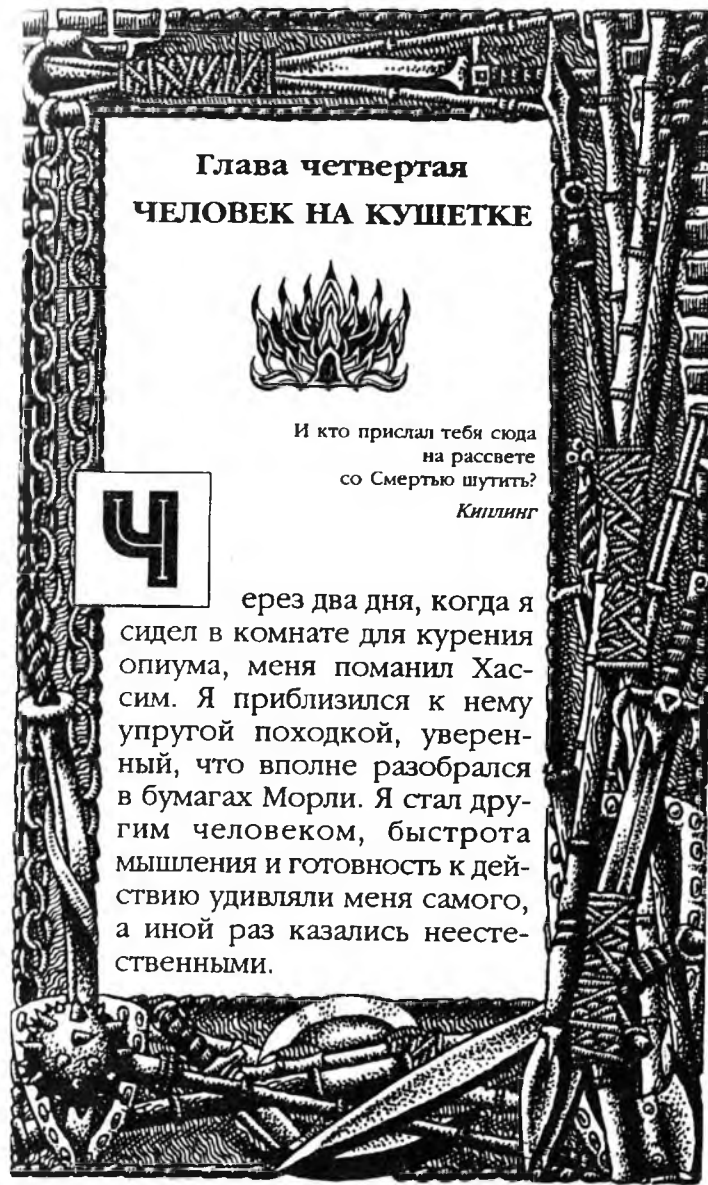 Глава четвертая
ЧЕЛОВЕК НА КУШЕТКЕ
И кто прислал тебя сюда
на рассвете
со Смертью шутить?
Киплинг
Через два дня, когда я
сидел в комнате для курения
опиума, меня поманил Хас-
сим. Я приблизился к нему
упругой походкой, уверен-
ный, что вполне разобрался
в бумагах Морли. Я стал дру-
гим человеком, быстрота
мышления и готовность к дей-
ствию удивляли меня самого,
а иной раз казались неесте-
ственными.